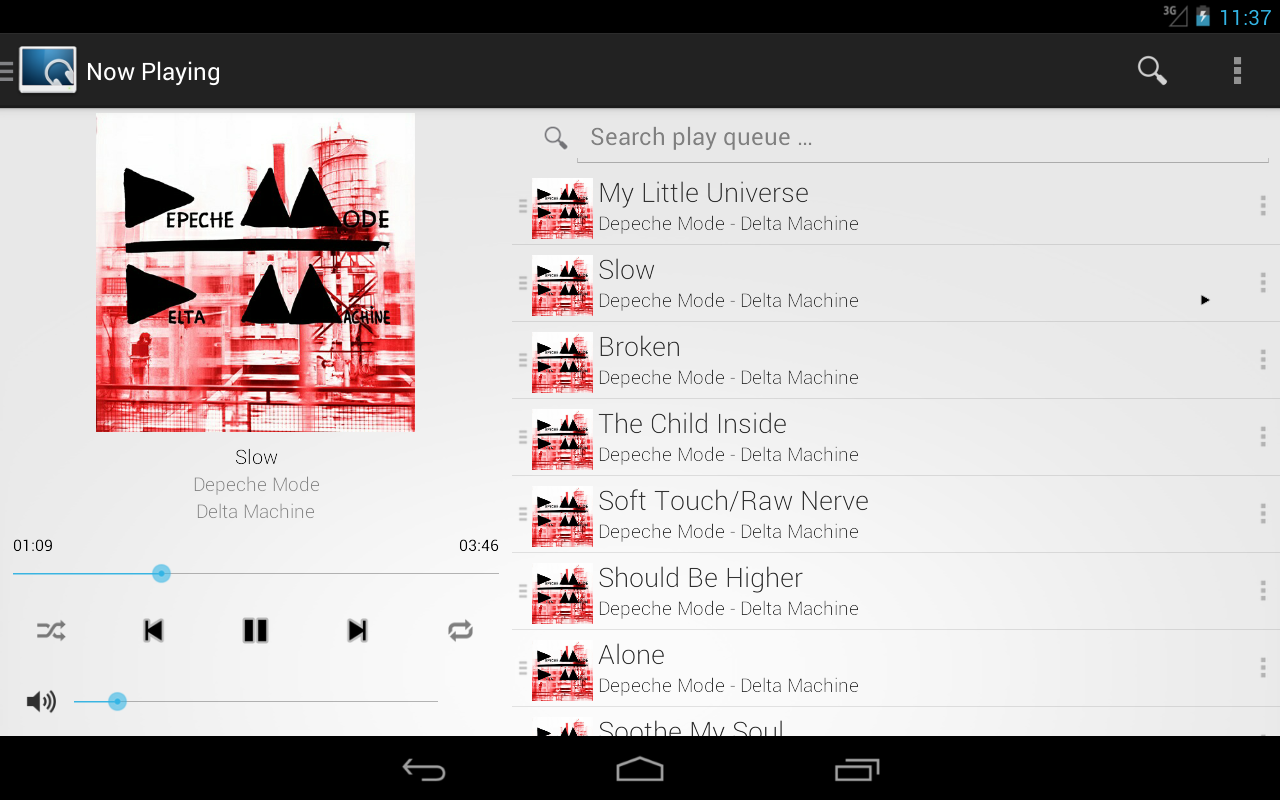 3G 11:37
Now Playing
EPECHE MODE
ELTA MACHINE
Slow
Depeche Mode
Delta Machine
01:09 03:46
Search play queue ...
My Little Universe
Depeche Mode - Delta Machine
Slow
Depeche Mode - Delta Machine
Broken
Depeche Mode - Delta Machine
The Child Inside
Depeche Mode - Delta Machine
Soft Touch/Raw Nerve
Depeche Mode - Delta Machine
Should Be Higher
Depeche Mode - Delta Machine
Alone
Depeche Mode - Delta Machine
Soothe My Soul